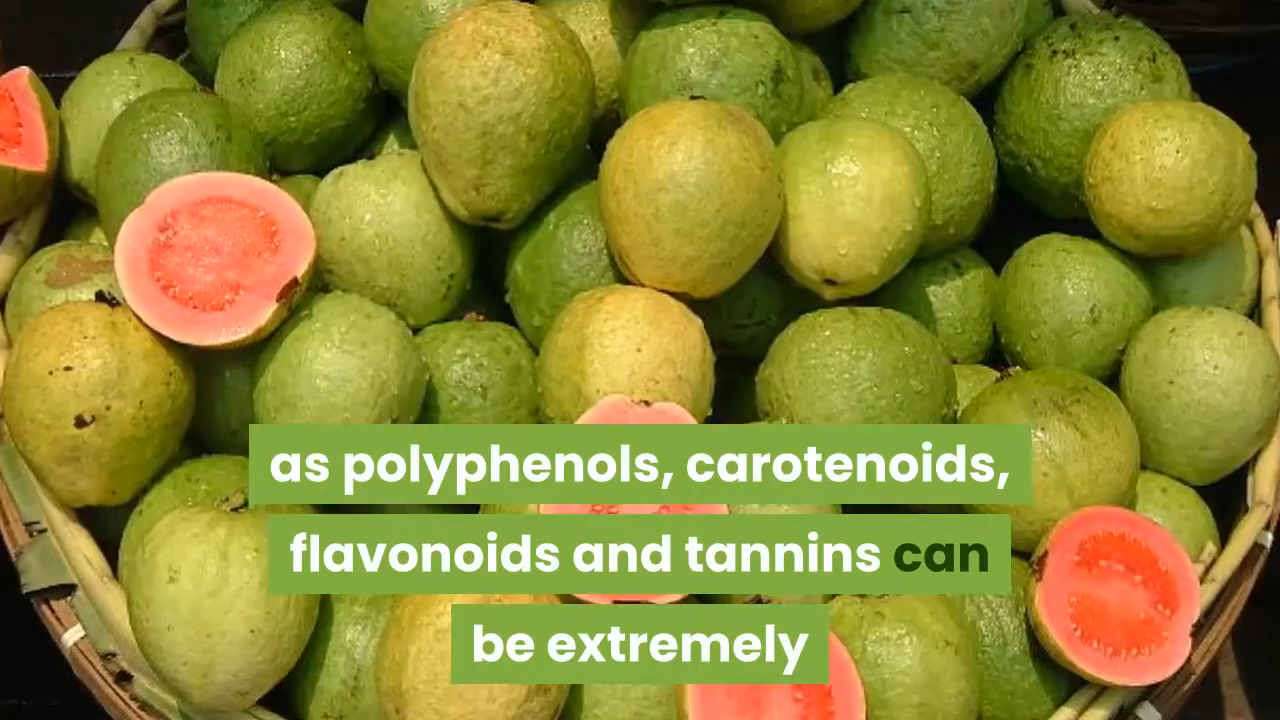 as polyphenols, carotenoids,
flavonoids and tannins can
be extremely